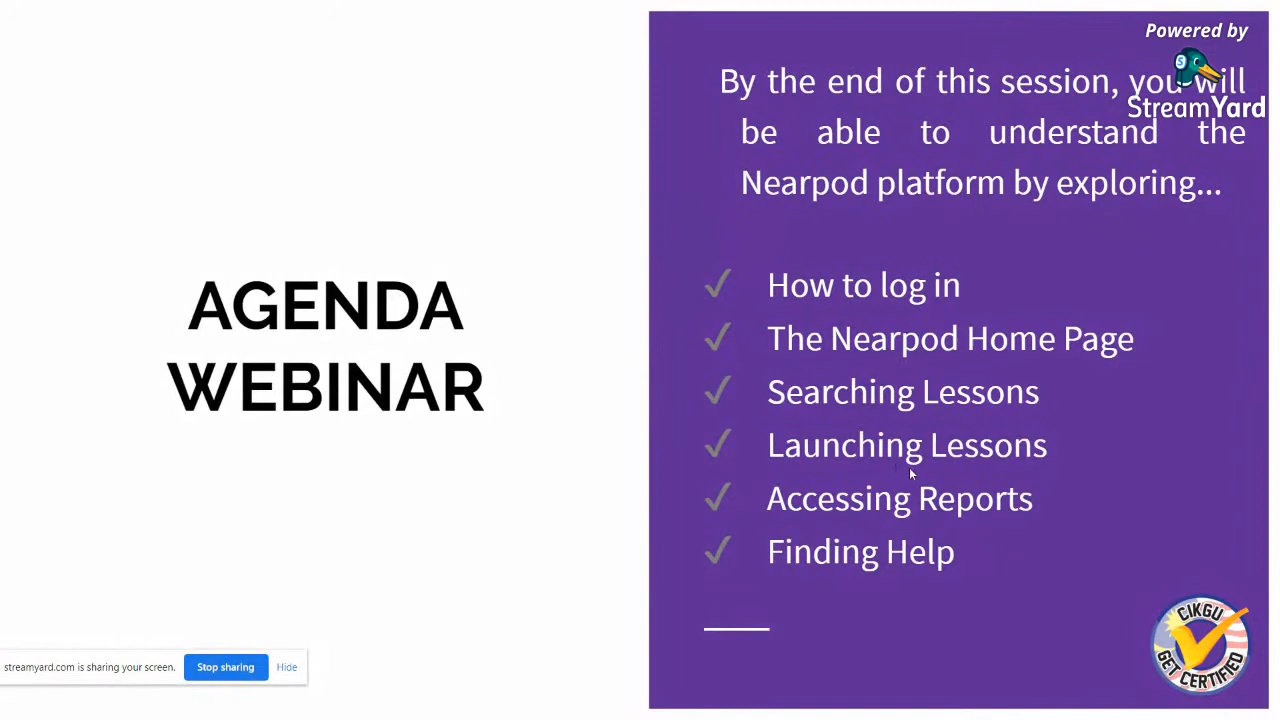 Powered by
StreamYard
By the end of this session, you will
be able to understand the
Nearpod platform by exploring...
AGENDA
WEBINAR
✓ How to log in
✓ The Nearpod Home Page
✓ Searching Lessons
✓ Launching Lessons
✓ Accessing Reports
✓ Finding Help
CIKGU
GET CERTIFIED
streamyard.com is sharing your screen. Stop sharing Hide